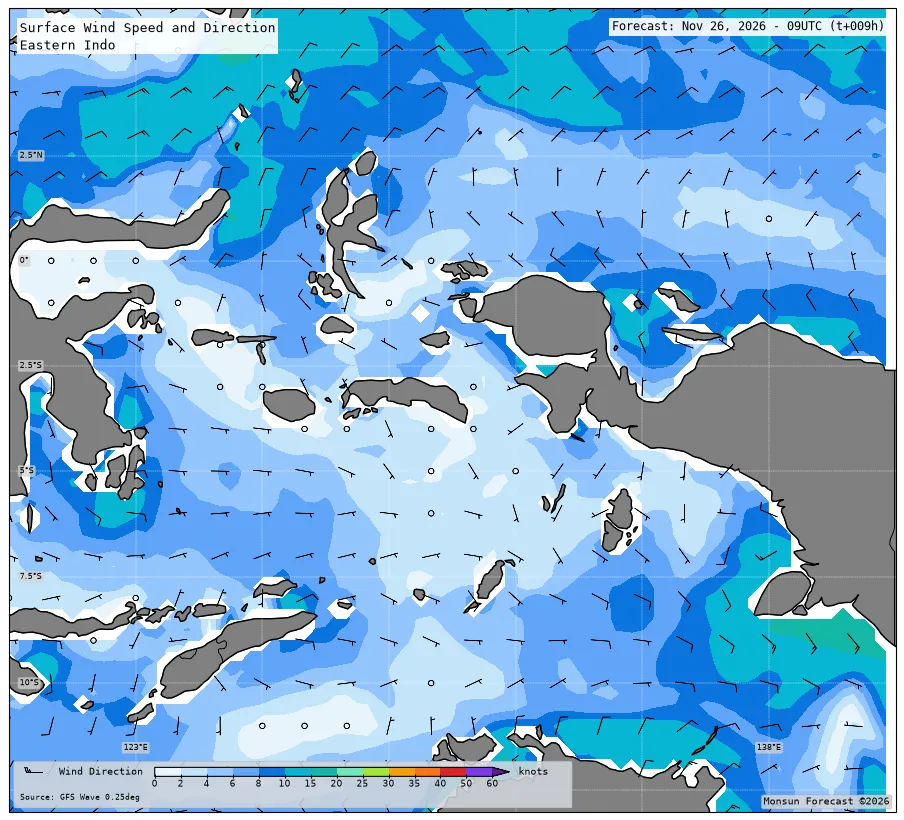 Surface Wind Speed and Direction
Eastern Indo
Forecast: Nov 26, 2026 - 09UTC (t+009h)
2.5°N
0°
2.5°S
5°S
7.5°S
10°S
123°E
138°E
Wind Direction
0 2 4 6 8 10 15 20 25 30 35 40 50 60
knots
Source: GFS Wave 0.25deg
Monsun Forecast ©2026